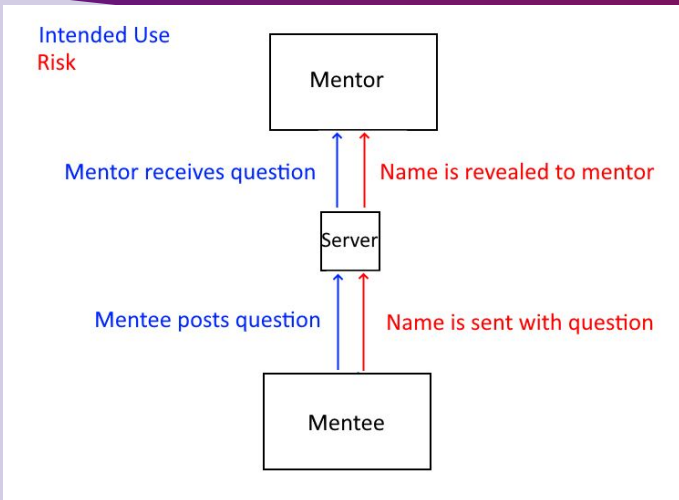 Intended Use
Risk
Mentor
Mentor receives question
Name is revealed to mentor
Server
Mentee posts question
Name is sent with question
Mentee